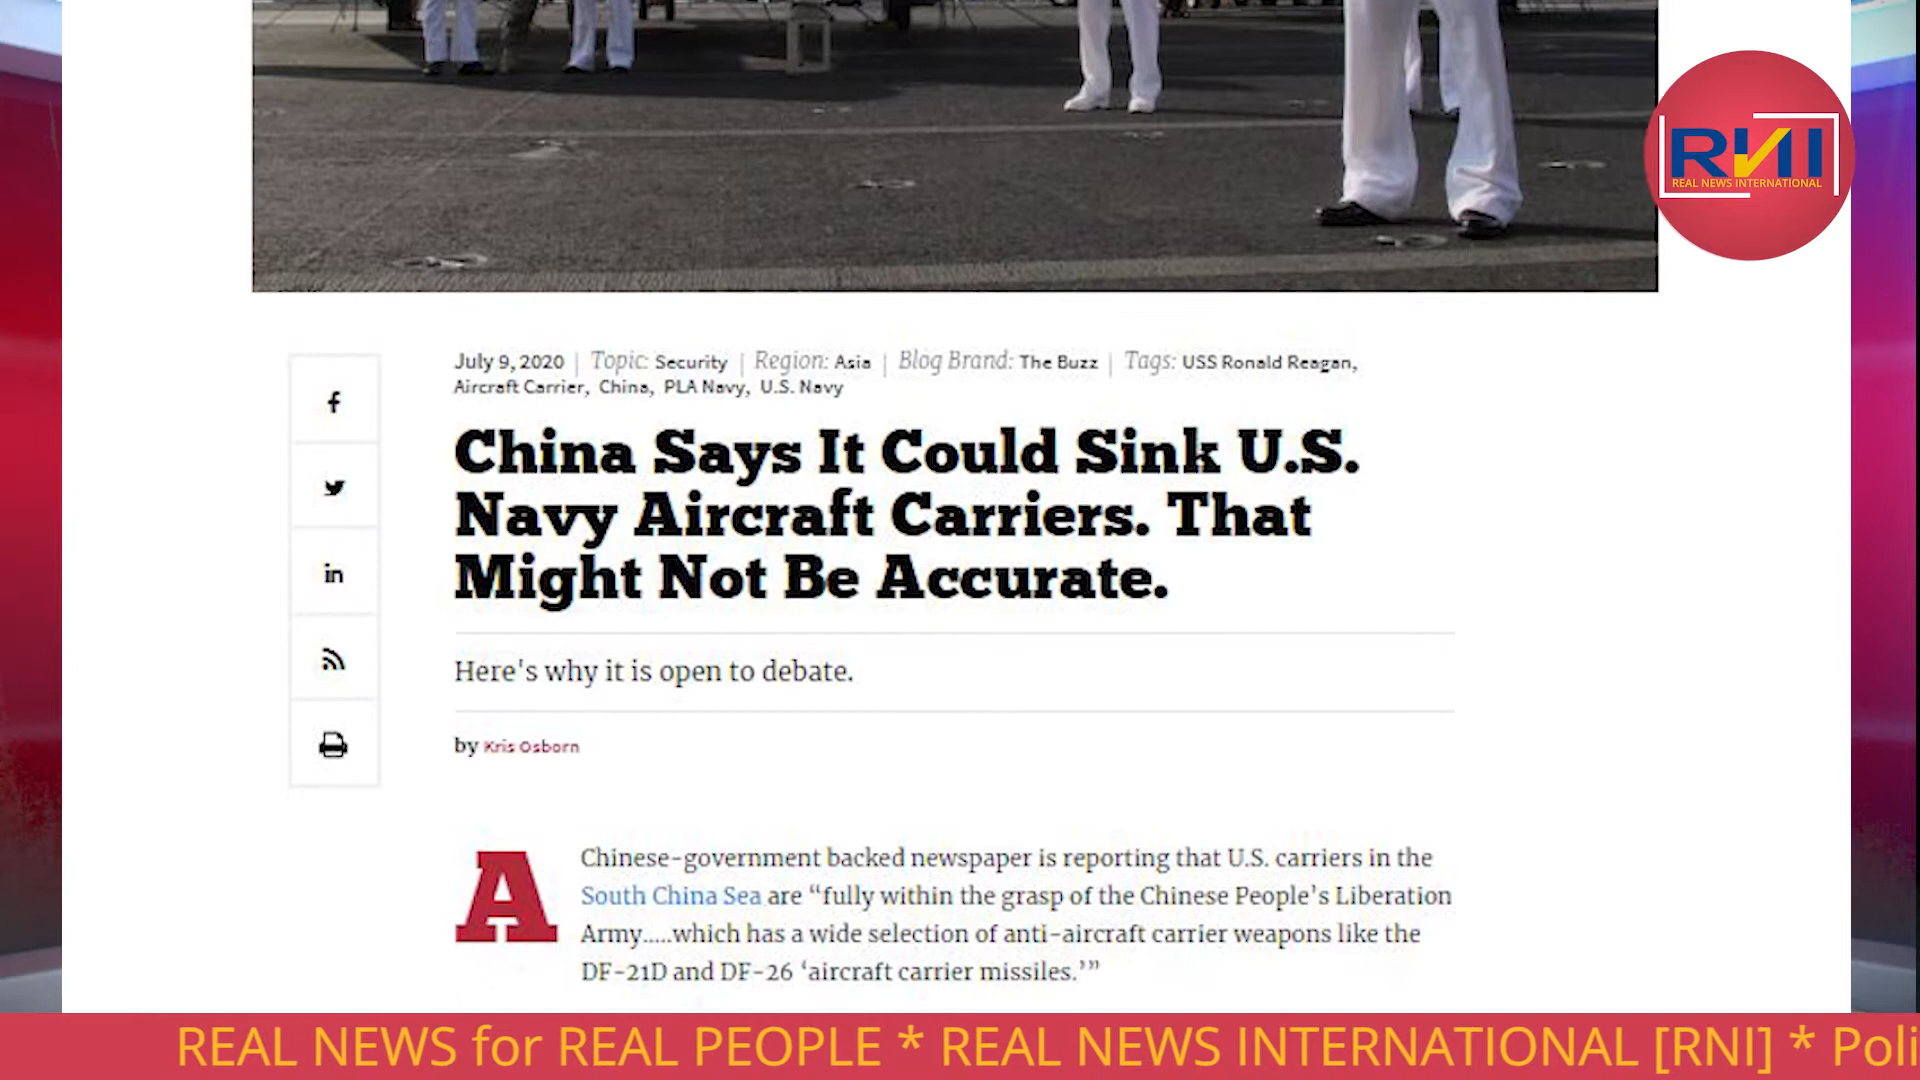 RNI
REAL NEWS INTERNATIONAL
July 9, 2020 | Topic: Security | Region: Asia | Blog Brand: The Buzz | Tags: USS Ronald Reagan,
Aircraft Carrier, China, PLA Navy, U.S. Navy
China Says It Could Sink U.S.
Navy Aircraft Carriers. That
Might Not Be Accurate.
Here's why it is open to debate.
by Kris Osborn
A Chinese-government backed newspaper is reporting that U.S. carriers in the
South China Sea are “fully within the grasp of the Chinese People’s Liberation
Army.....which has a wide selection of anti-aircraft carrier weapons like the
DF-21D and DF-26 ‘aircraft carrier missiles.’”
REAL NEWS for REAL PEOPLE * REAL NEWS INTERNATIONAL [RNI] * Poli